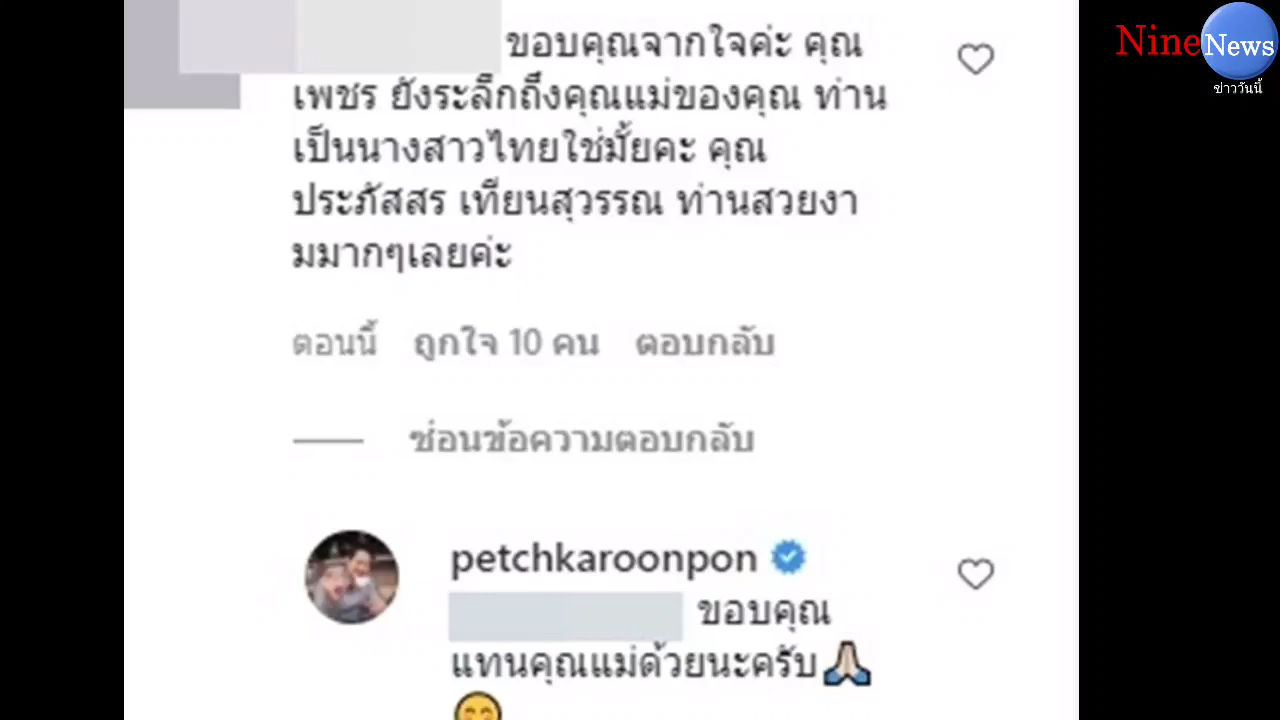 ขอบคุณจากใจค่ะ คุณ
เพชร ยังระลึกถึงคุณแม่ของคุณ ท่าน
เป็นนางสาวไทยใช่มั้ยคะ คุณ
ประภัสสร เทียนสุวรรณ ท่านสวยงา
มมากๆเลยค่ะ
ตอนนี้ ถูกใจ 10 คน ตอบกลับ
ซ่อนข้อความตอบกลับ
petchkaroonpon
ขอบคุณ
แทนคุณแม่ด้วยนะครับ🙏🏻
😊
Nine News
ข่าววันนี้